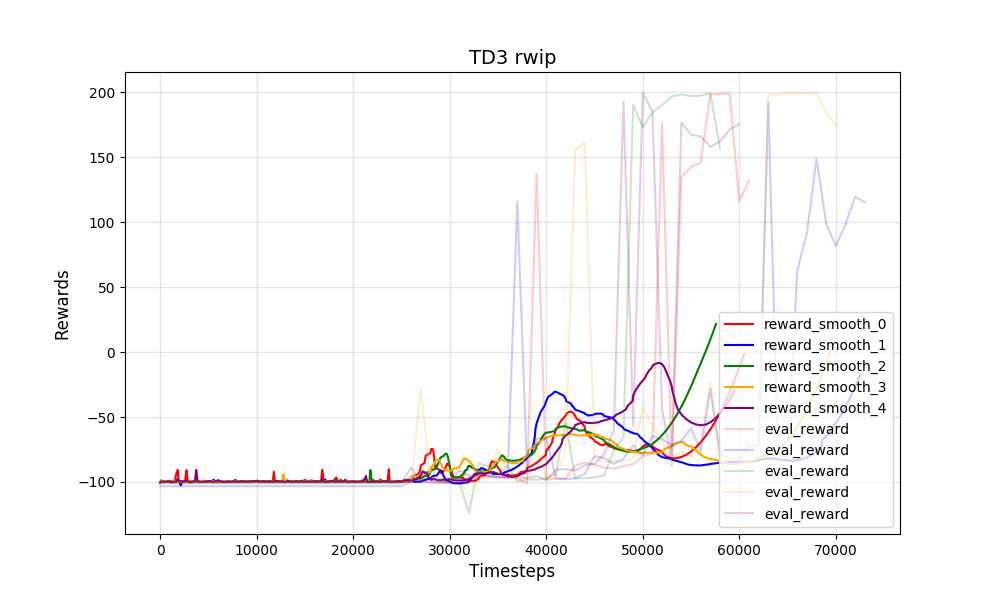 TD3 rwip
200
150
100
50
0
−50
−100
Rewards
0
10000
20000
30000
40000
50000
60000
70000
Timesteps
reward_smooth_0
reward_smooth_1
reward_smooth_2
reward_smooth_3
reward_smooth_4
eval_reward
eval_reward
eval_reward
eval_reward
eval_reward